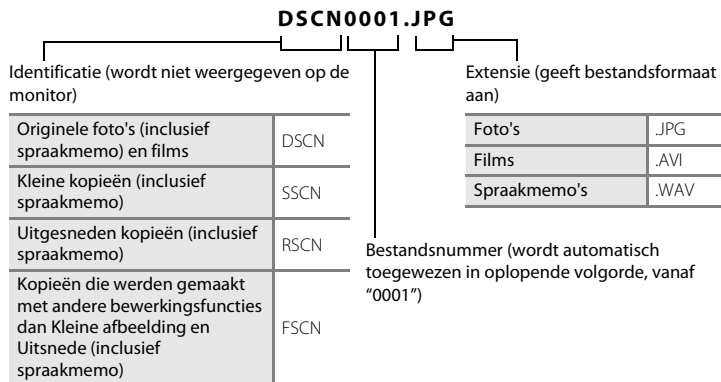 DSCN0001.JPG
Identificatie (wordt niet weergegeven op de
monitor)
Originele foto's (inclusief
spraakmemo) en films
DSCN
Kleine kopieën (inclusief
spraakmemo)
SSCN
Uitgesneden kopieën (inclusief
spraakmemo)
RSCN
Kopieën die werden gemaakt
met andere bewerkingsfuncties
dan Kleine afbeelding en
Uitsnede (inclusief
spraakmemo)
FSCN
Extensie (geeft bestandsformaat
aan)
Foto's .JPG
Films .AVI
Spraakmemo's .WAV
Bestandsnummer (wordt automatisch
toegewezen in oplopende volgorde, vanaf
“0001”)